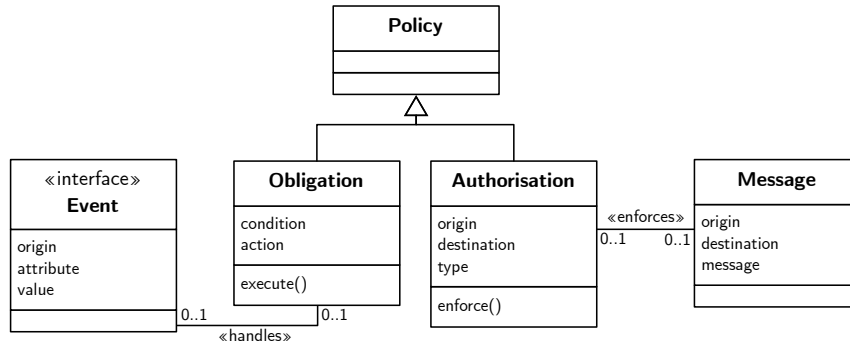 Policy
«interface»
Event
origin
attribute
value
Obligation
condition
action
execute()
Authorisation
origin
destination
type
enforce()
Message
origin
destination
message
«enforces»
0..1
0..1
0..1
0..1
«handles»